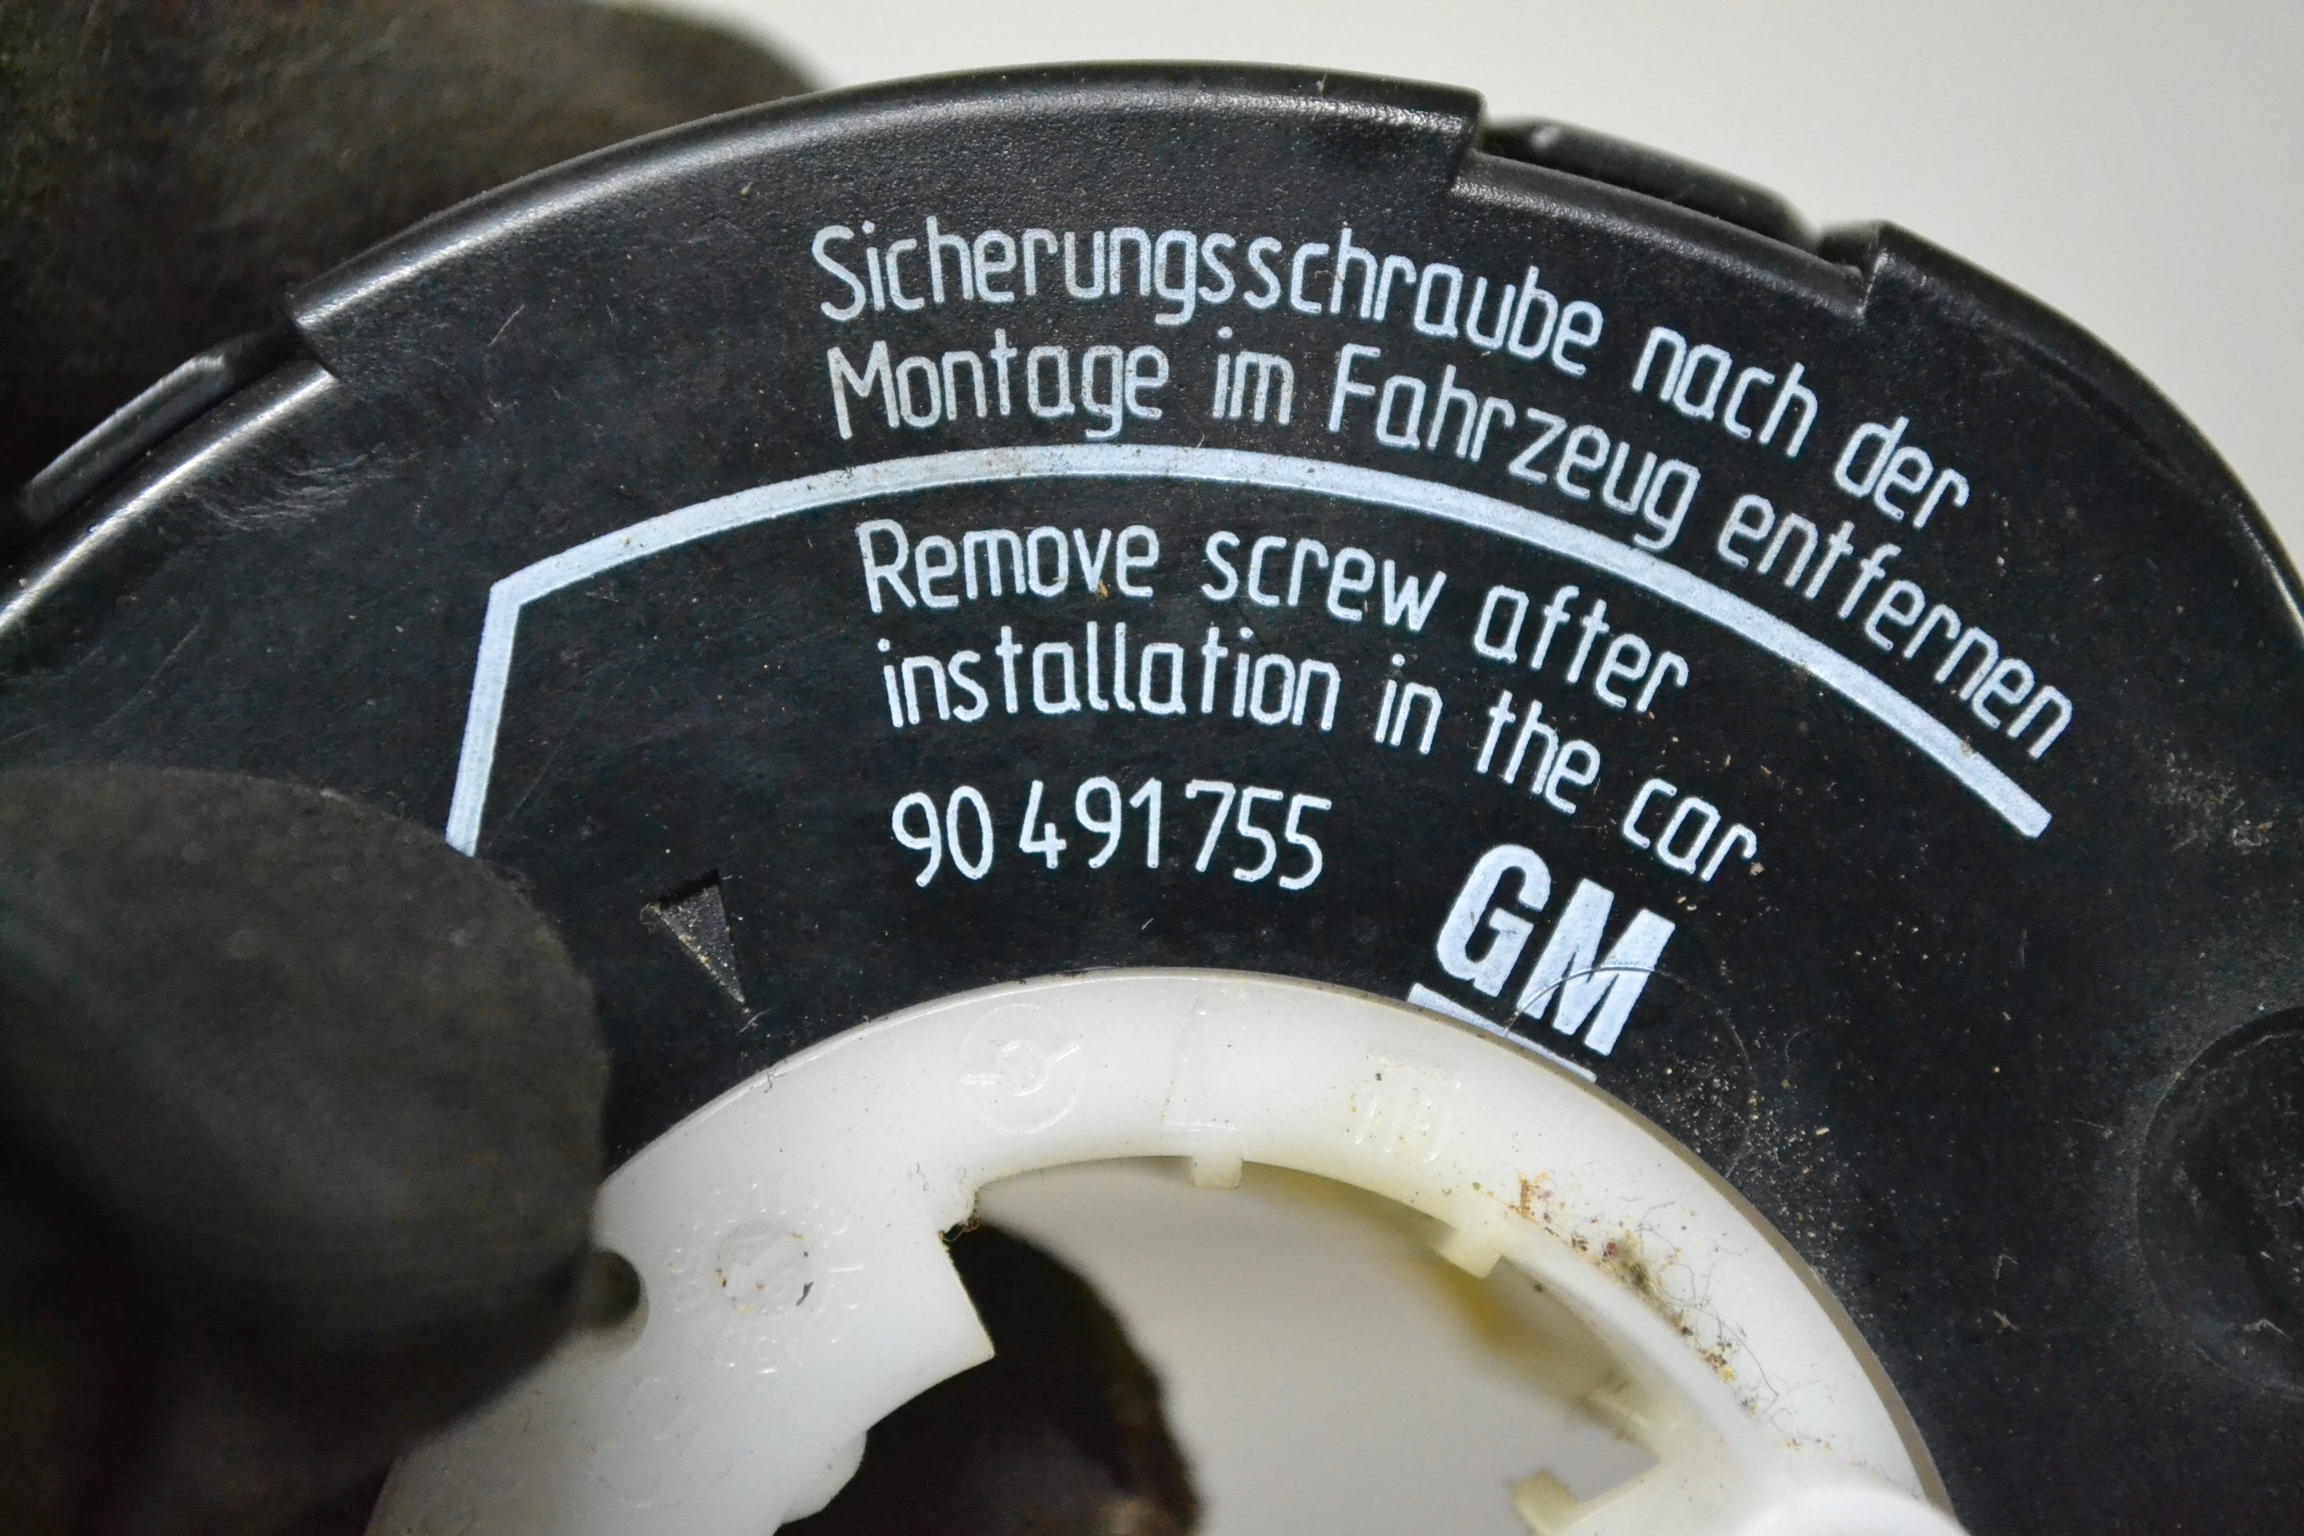 Sicherungsschraube nach der
Montage im Fahrzeug entfernen
Remove screw after
installation in the car
90 491 755
GM